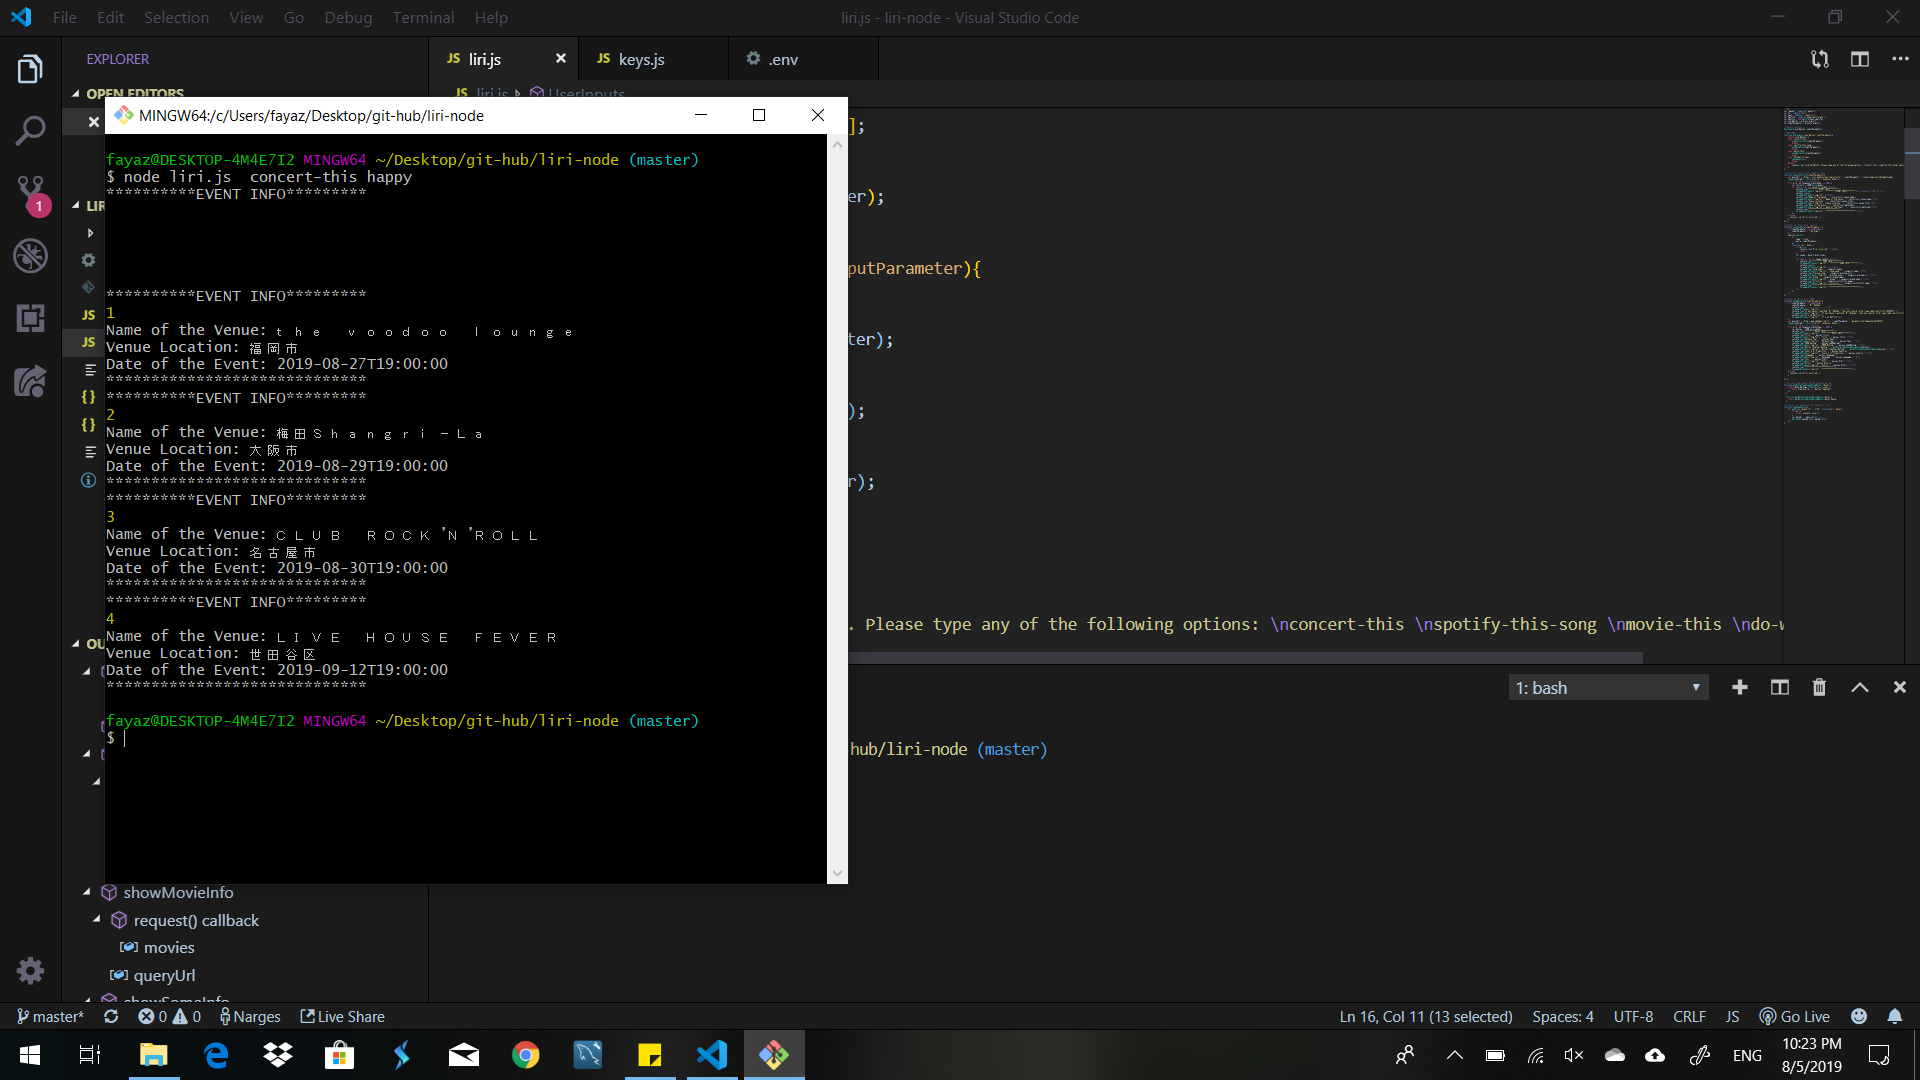 File Edit Selection View Go Debug Terminal Help
liri.js - liri-node - Visual Studio Code
EXPLORER
JS liri.js
JS keys.js
.env
OPEN EDITORS
JS liri.js UserInputs
MINGW64:/c/Users/fayaz/Desktop/git-hub/liri-node
fayaz@DESKTOP-4M4E7I2 MINGW64 ~/Desktop/git-hub/liri-node (master)
$ node liri.js  concert-this happy
**********EVENT INFO*********
**********EVENT INFO*********
1
Name of the Venue: ｔｈｅ　ｖｏｏｄｏｏ　ｌｏｕｎｇｅ
Venue Location: 福岡市
Date of the Event: 2019-08-27T19:00:00
*****************************
**********EVENT INFO*********
2
Name of the Venue: 梅田Ｓｈａｎｇｒｉ－Ｌａ
Venue Location: 大阪市
Date of the Event: 2019-08-29T19:00:00
*****************************
**********EVENT INFO*********
3
Name of the Venue: ＣＬＵＢ　ＲＯＣＫ’Ｎ’ＲＯＬＬ
Venue Location: 名古屋市
Date of the Event: 2019-08-30T19:00:00
*****************************
**********EVENT INFO*********
4
Name of the Venue: ＬＩＶＥ　ＨＯＵＳＥ　ＦＥＶＥＲ
Venue Location: 世田谷区
Date of the Event: 2019-09-12T19:00:00
*****************************
fayaz@DESKTOP-4M4E7I2 MINGW64 ~/Desktop/git-hub/liri-node (master)
$
1
LIR
JS
JS
{}
{}
OU
];
er);
putParameter){
ter);
);
r);
. Please type any of the following options: \nconcert-this \nspotify-this-song \nmovie-this \ndo-w
1: bash
hub/liri-node (master)
showMovieInfo
request() callback
movies
queryUrl
showSomeInfo
master* 0 0 Narges Live Share
Ln 16, Col 11 (13 selected) Spaces: 4 UTF-8 CRLF JS Go Live
ENG
10:23 PM
8/5/2019